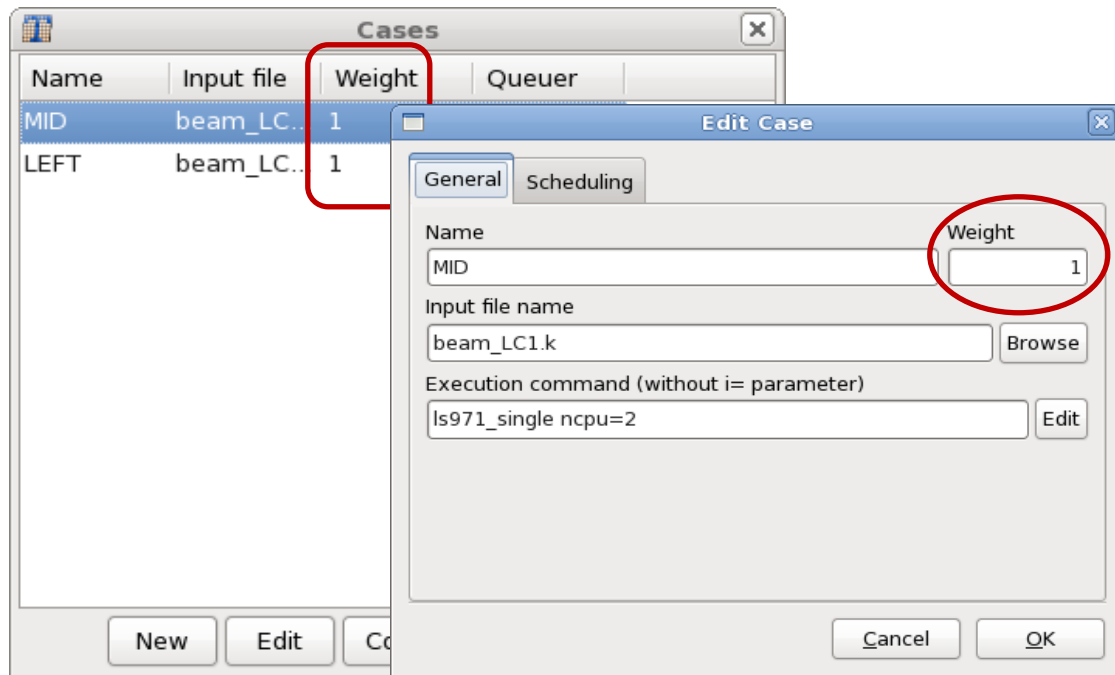 Cases
Name Input file Weight Queuer
MID beam_LC... 1
LEFT beam_LC... 1
New Edit
Edit Case
General Scheduling
Name Weight
MID 1
Input file name
beam_LC1.k Browse
Execution command (without i= parameter)
ls971_single ncpu=2 Edit
Cancel OK